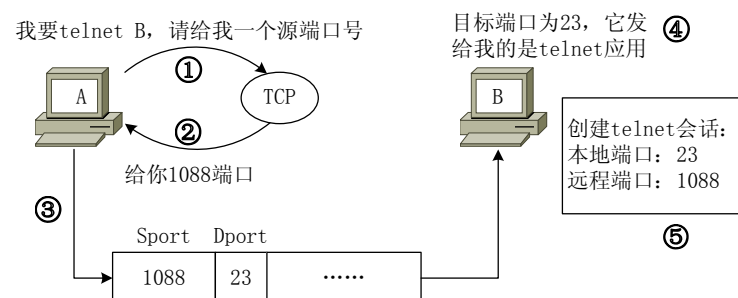 我要telnet B，请给我一个源端口号
①
A
TCP
②
给你1088端口
③
Sport Dport
1088 23 ……
目标端口为23，它发
给我的是telnet应用
④
B
创建telnet会话：
本地端口：23
远程端口：1088
⑤